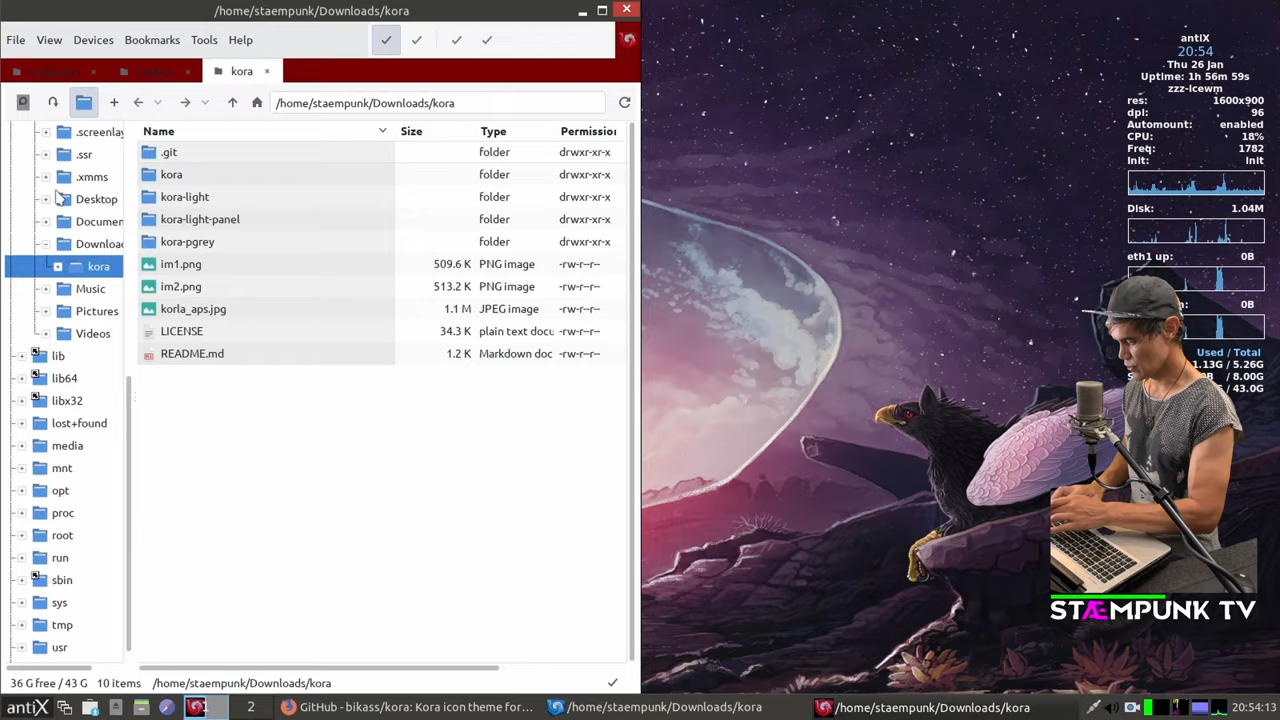 /home/staempunk/Downloads/kora
File View Devices Bookmarks Tools Help
kora
/home/staempunk/Downloads/kora
.screenlay
.ssr
.xmms
Desktop
Documen
Downloac
kora
Music
Pictures
Videos
lib
lib64
libx32
lost+found
media
mnt
opt
proc
root
run
sbin
sys
tmp
usr
Name Size Type Permission
.git folder drwxr-xr-x
kora folder drwxr-xr-x
kora-light folder drwxr-xr-x
kora-light-panel folder drwxr-xr-x
kora-pgrey folder drwxr-xr-x
im1.png 509.6 K PNG image -rw-r--r--
im2.png 513.2 K PNG image -rw-r--r--
korla_aps.jpg 1.1 M JPEG image -rw-r--r--
LICENSE 34.3 K plain text docu -rw-r--r--
README.md 1.2 K Markdown doc -rw-r--r--
36 G free / 43 G 10 items /home/staempunk/Downloads/kora
antiX
20:54
Thu 26 Jan
Uptime: 1h 56m 59s
zzz-icewm
res: 1600x900
dpi: 96
Automount: enabled
CPU: 18%
Freq: 1782
Init: init
Disk: 1.04M
eth1 up: 0B
0B
Used / Total
1.13G / 5.26G
/ 8.00G
/ 43.0G
STÆMPUNK TV
antiX 1 2 GitHub - bikass/kora: Kora icon theme for... /home/staempunk/Downloads/kora /home/staempunk/Downloads/kora 20:54:13